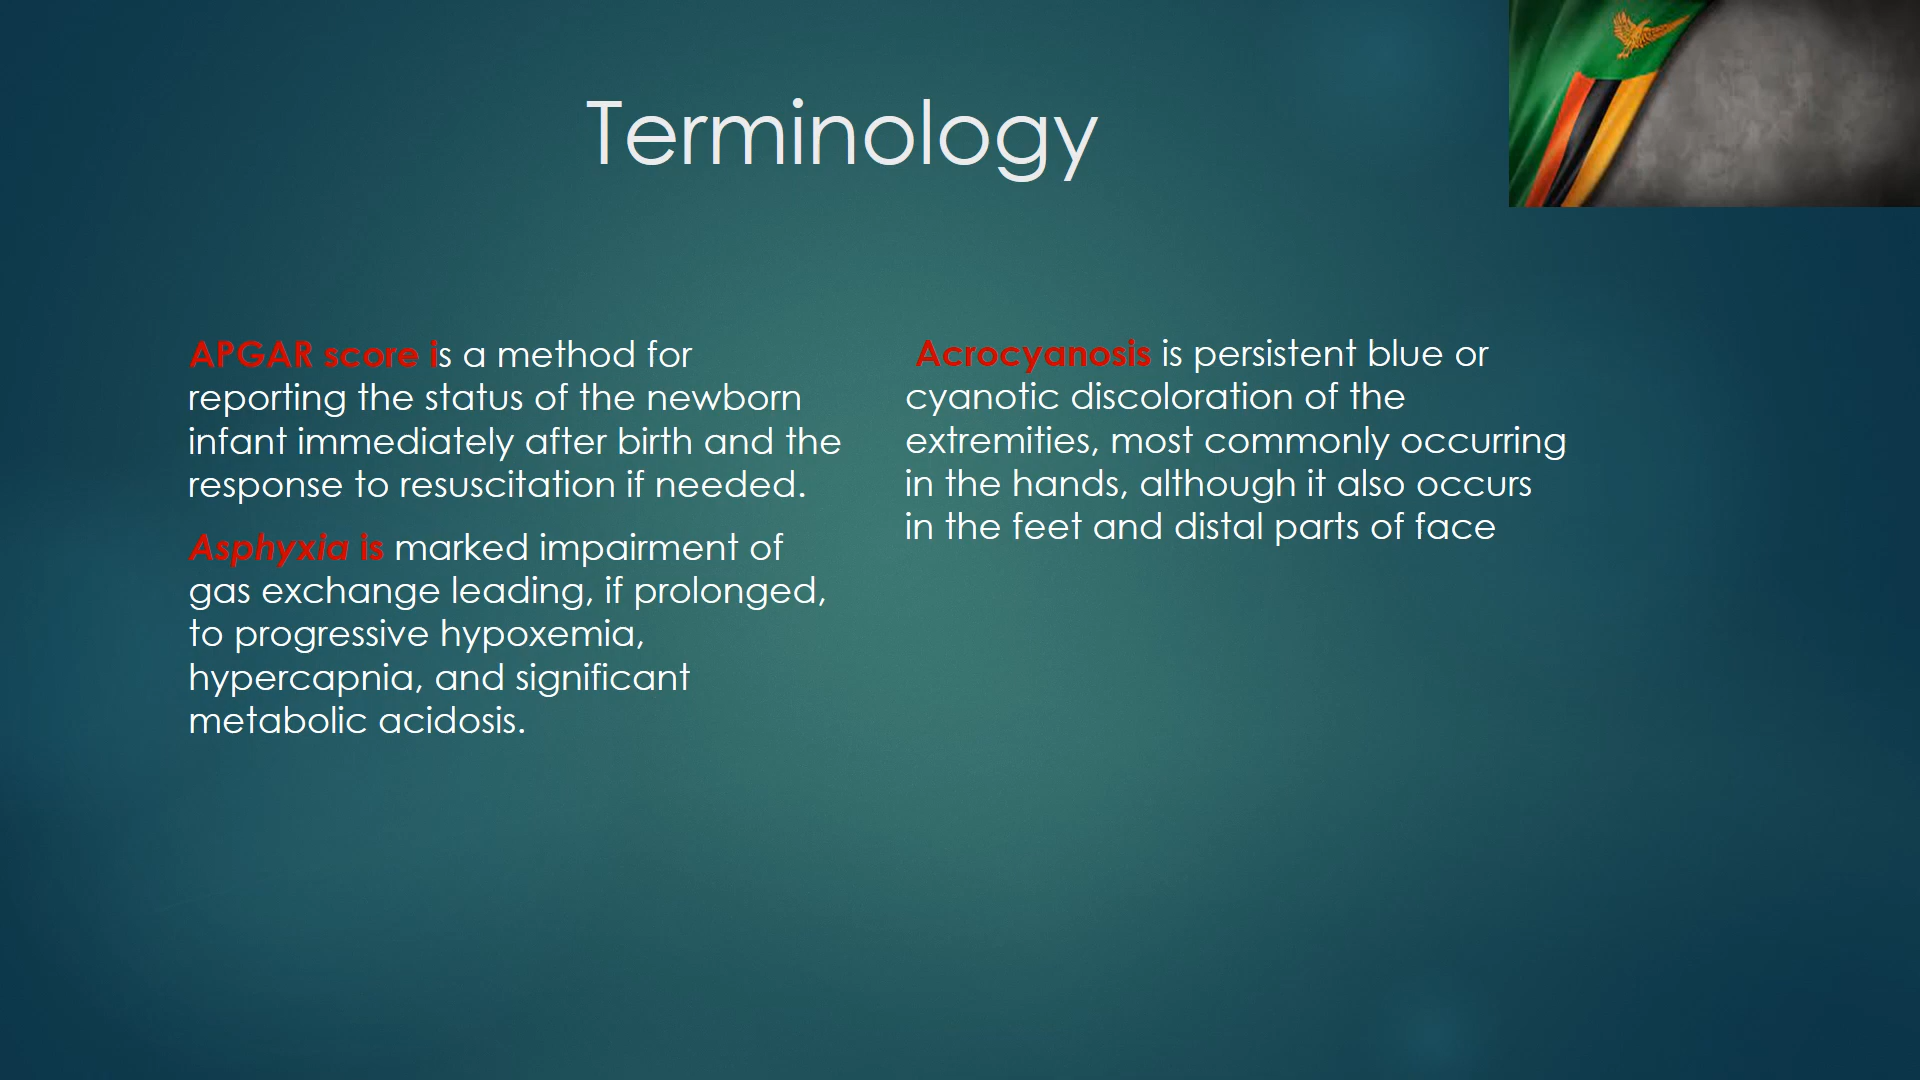 Terminology
APGAR score is a method for
reporting the status of the newborn
infant immediately after birth and the
response to resuscitation if needed.
Asphyxia is marked impairment of
gas exchange leading, if prolonged,
to progressive hypoxemia,
hypercapnia, and significant
metabolic acidosis.
Acrocyanosis is persistent blue or
cyanotic discoloration of the
extremities, most commonly occurring
in the hands, although it also occurs
in the feet and distal parts of face